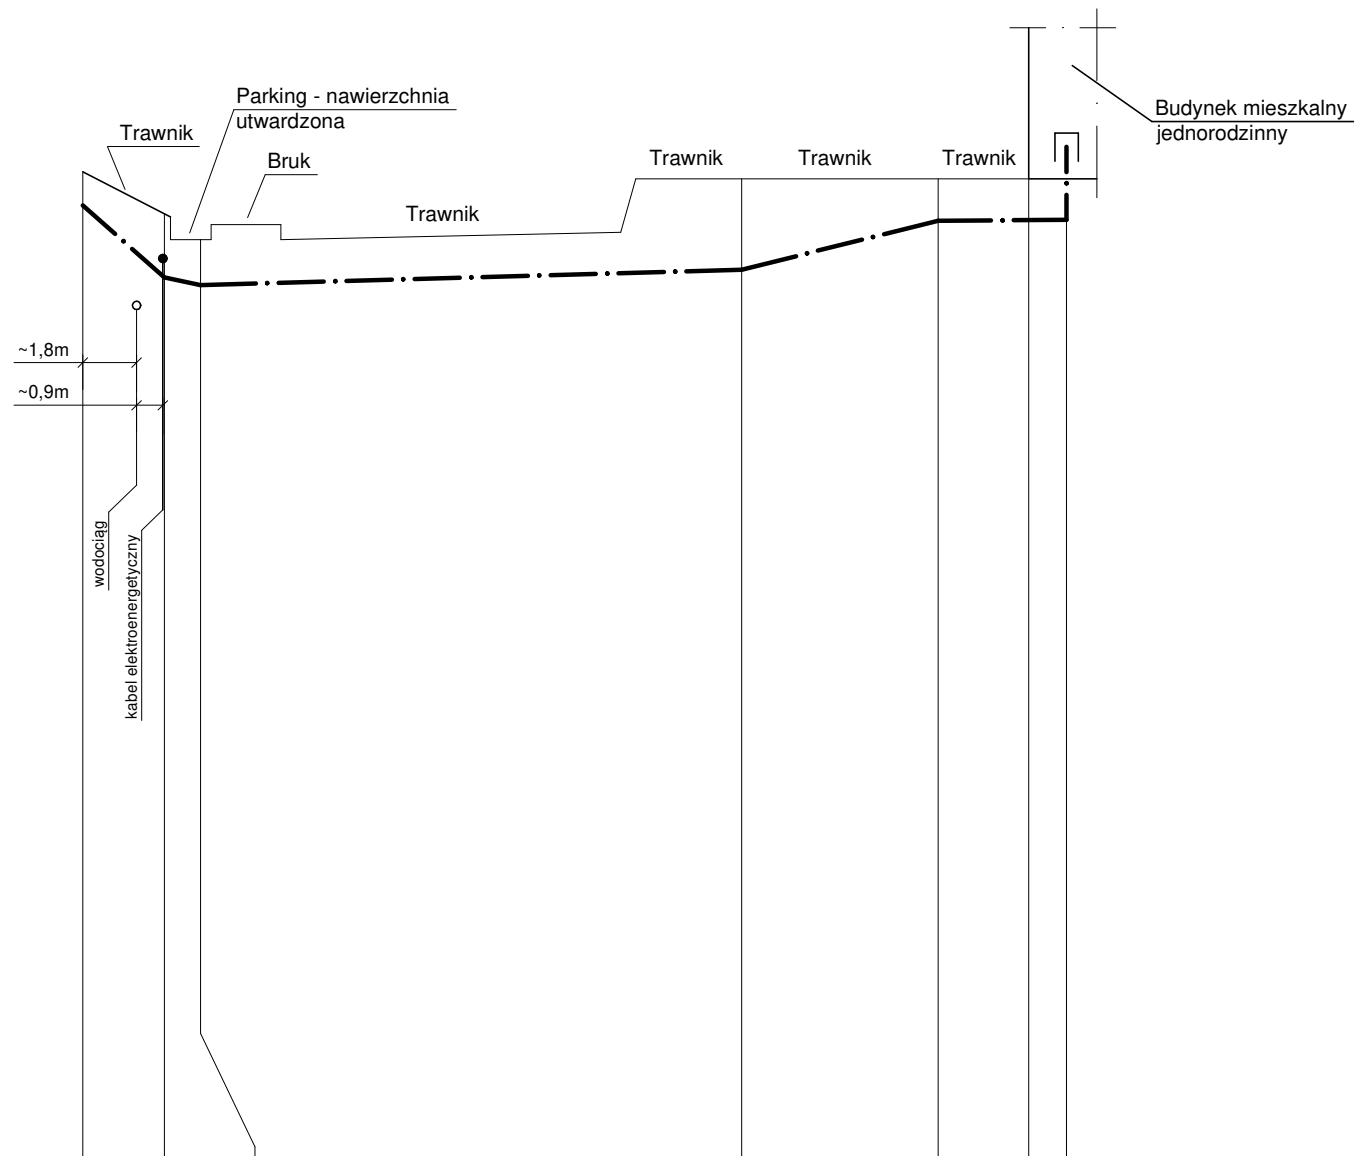 Parking - nawierzchnia
utwardzona
Trawnik
Bruk
Trawnik
Trawnik
Trawnik
Trawnik
Budynek mieszkalny
jednorodzinny
~1,8m
~0,9m
wodociąg
kabel elektroenergetyczny